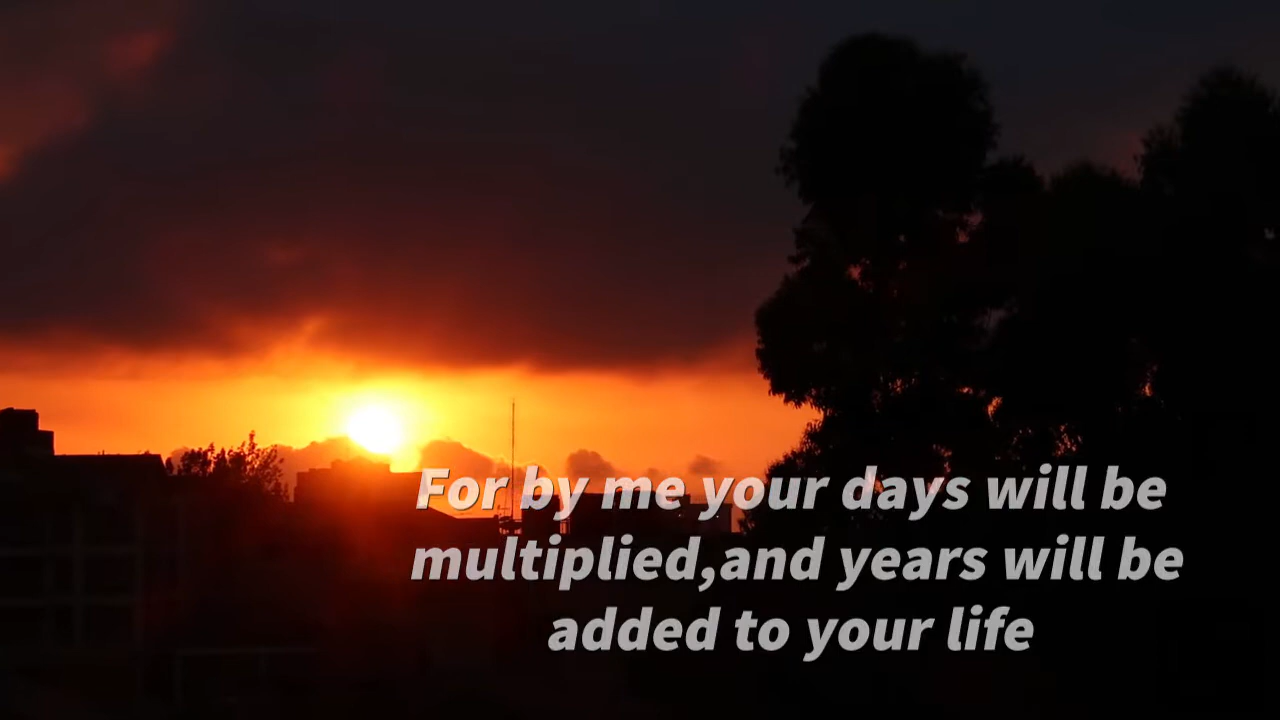 For by me your days will be
multiplied,and years will be
added to your life